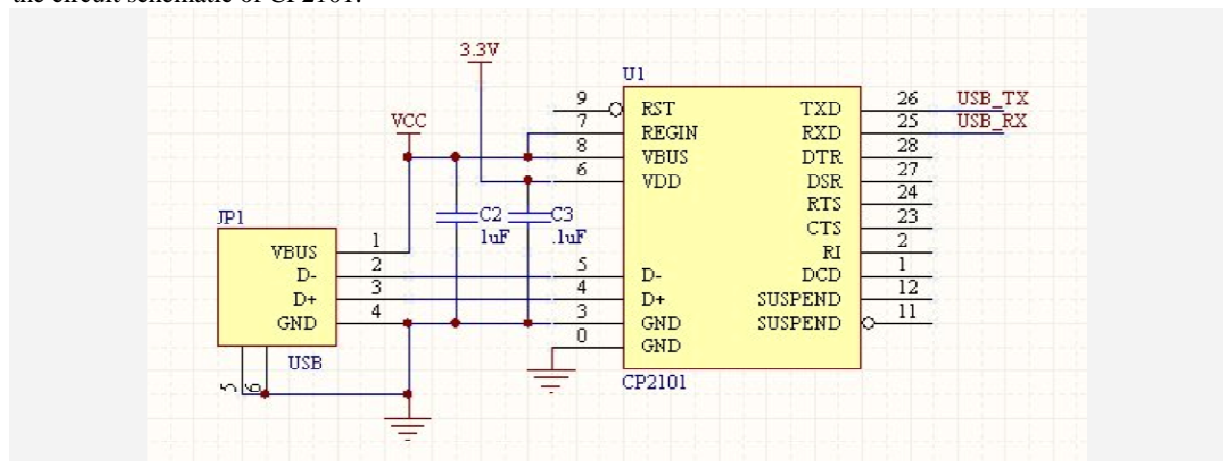 the circuit schematic of CP2101.
3.3V
U1
VCC
9 RST TXD 26 USB_TX
7 REGIN RXD 25 USB_RX
8 VBUS DTR 28
6 VDD DSR 27
RTS 24
CTS 23
RI 2
DCD 1
SUSPEND 12
SUSPEND 11
C2
1uF
C3
.1uF
JP1
VBUS 1
D- 2
D+ 3
GND 4
USB
5
6
5 D-
4 D+
3 GND
0 GND
CP2101